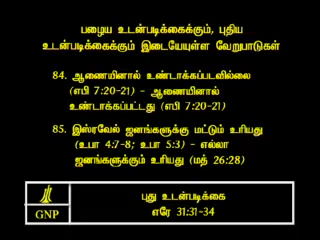 பழைய உடன்படிக்கைக்கும், புதிய
உடன்படிக்கைக்கும் இடையேயுள்ள வேறுபாடுகள்
84. ஆணையினால் உண்டாக்கப்படவில்லை
(எபி 7:20-21) - ஆணையினால்
உண்டாக்கப்பட்டது (எபி 7:20-21)
85. இஸ்ரவேல் ஜனங்களுக்கு மட்டும் உரியது
(உபா 4:7-8; உபா 5:3) - எல்லா
ஜனங்களுக்கும் உரியது (மத் 26:28)
புது உடன்படிக்கை
எரே 31:31-34
GNP